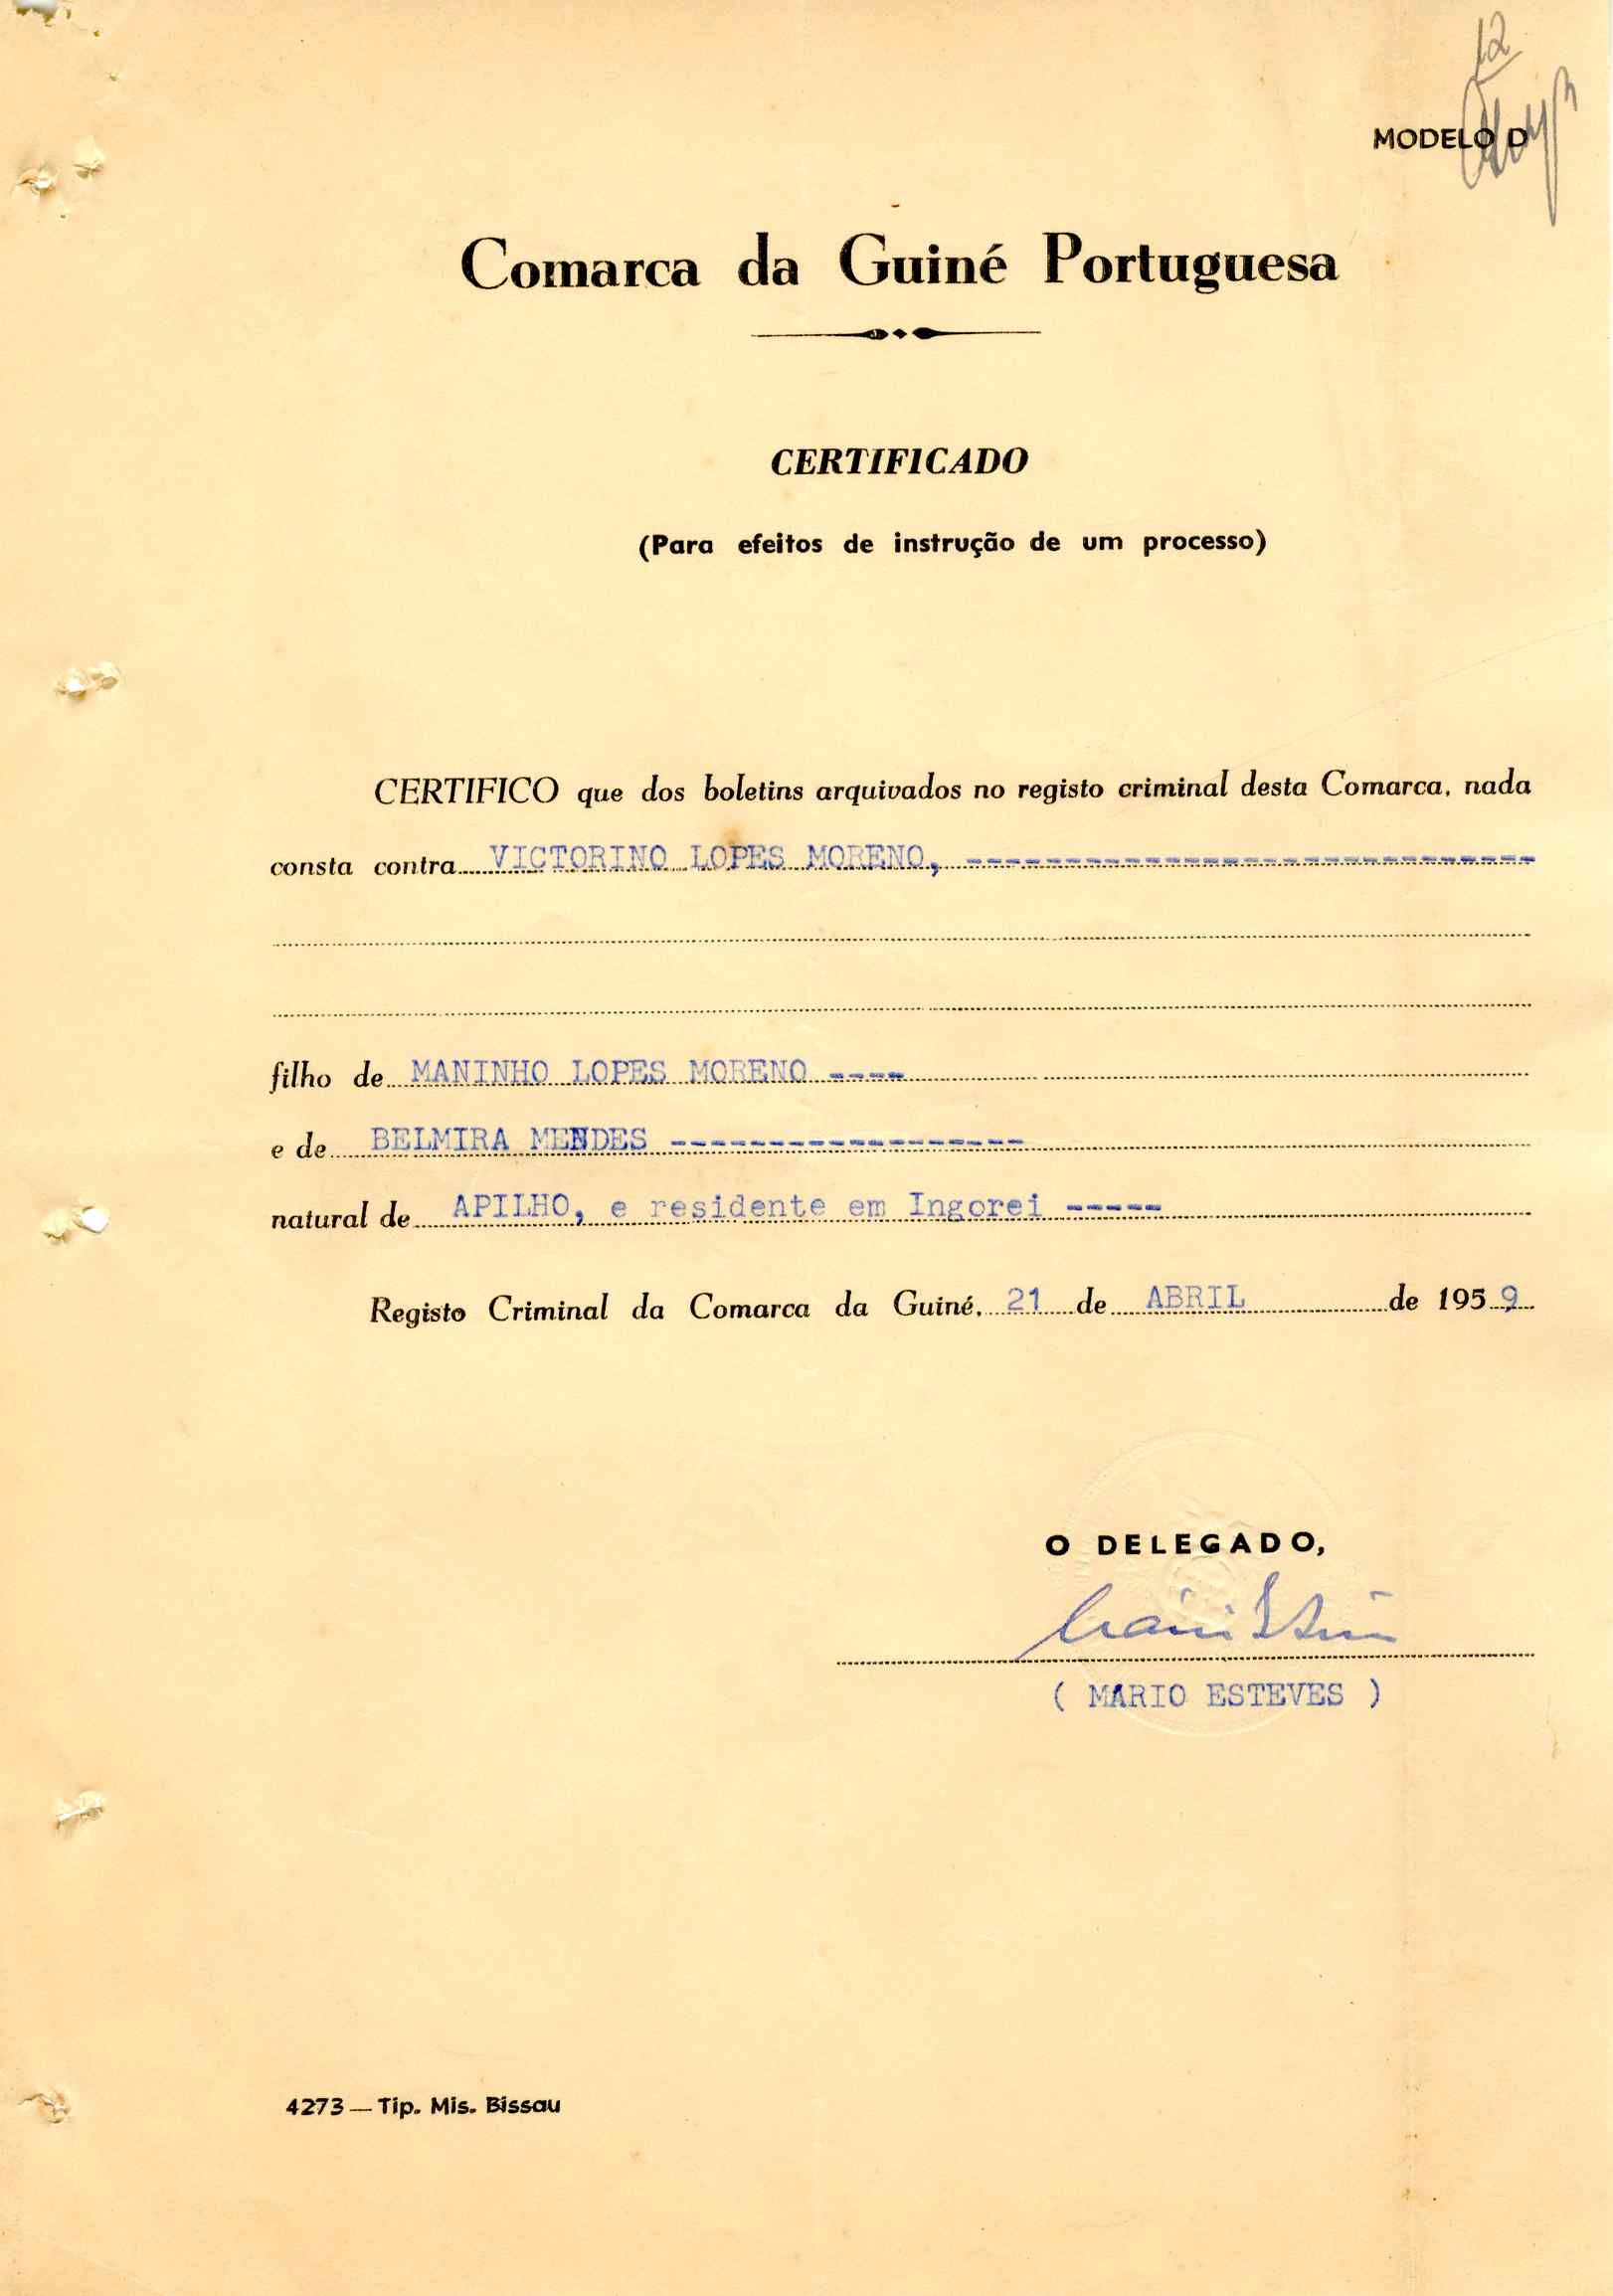 12
MODELO D
Comarca da Guiné Portuguesa
CERTIFICADO
(Para efeitos de instrução de um processo)
CERTIFICO que dos boletins arquivados no registo criminal desta Comarca, nada
consta contra VICTORINO LOPES MORENO, -----------------------------
filho de MANINHO LOPES MORENO ----
e de BELMIRA MENDES ------------------
natural de APILHO, e residente em Ingorei -----
Registo Criminal da Comarca da Guiné, 21 de ABRIL de 1959
O DELEGADO,
Mário Esteves
( MARIO ESTEVES )
4273 — Tip. Mis. Bissau